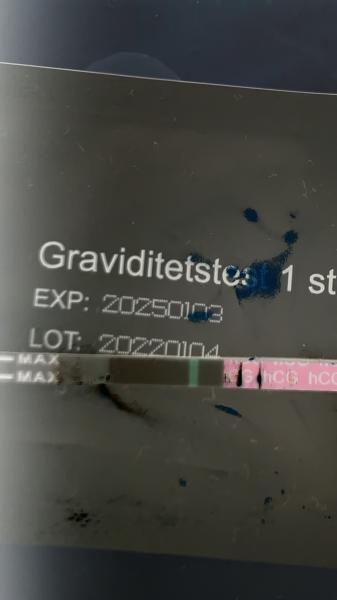 Graviditetstest 1 st
EXP: 20250103
LOT: 20220104
MAX
MAX
hCG hCG